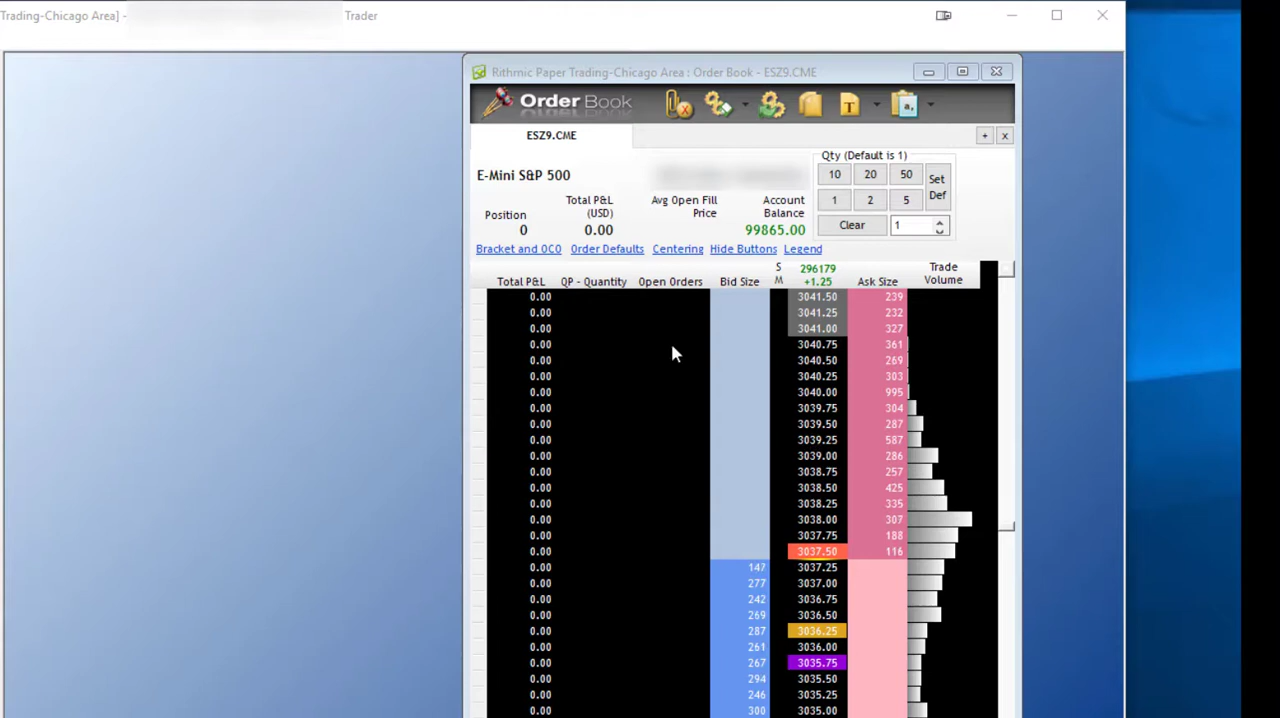 Trading-Chicago Area] - Trader
Rithmic Paper Trading-Chicago Area : Order Book - ESZ9.CME
Order Book
T
a,
ESZ9.CME
+ x
Qty (Default is 1)
E-Mini S&P 500
10 20 50 Set Def
1 2 5
Position
0
Total P&L (USD)
0.00
Avg Open Fill Price
Account Balance
99865.00
Clear 1
Bracket and OCO Order Defaults Centering Hide Buttons Legend
Total P&L QP - Quantity Open Orders Bid Size S M 296179 +1.25 Ask Size Trade Volume
0.00 3041.50 239
0.00 3041.25 232
0.00 3041.00 327
0.00 3040.75 361
0.00 3040.50 269
0.00 3040.25 303
0.00 3040.00 995
0.00 3039.75 304
0.00 3039.50 287
0.00 3039.25 587
0.00 3039.00 286
0.00 3038.75 257
0.00 3038.50 425
0.00 3038.25 335
0.00 3038.00 307
0.00 3037.75 188
0.00 3037.50 116
0.00 147 3037.25
0.00 277 3037.00
0.00 242 3036.75
0.00 269 3036.50
0.00 287 3036.25
0.00 261 3036.00
0.00 267 3035.75
0.00 294 3035.50
0.00 246 3035.25
0.00 300 3035.00